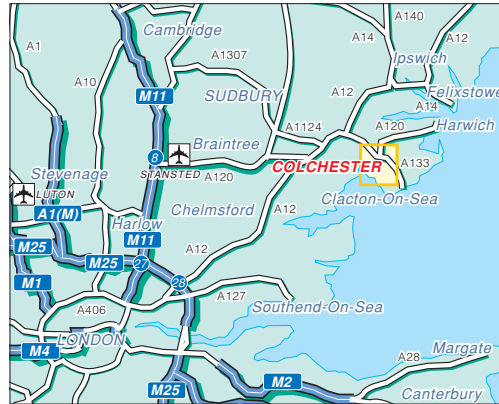 A140
A1
Cambridge
A14
A12
A1307
Ipswich
A10
M11
SUDBURY
A12
Felixstowe
A14
A1124
A120
Harwich
Braintree
8
COLCHESTER
A133
Stevenage
STANSTED
A120
LUTON
Clacton-On-Sea
A1(M)
Chelmsford
A12
Harlow
M11
M25
A12
M25
27
M1
28
A127
A406
Southend-On-Sea
LONDON
M4
Margate
A28
M25
M2
Canterbury